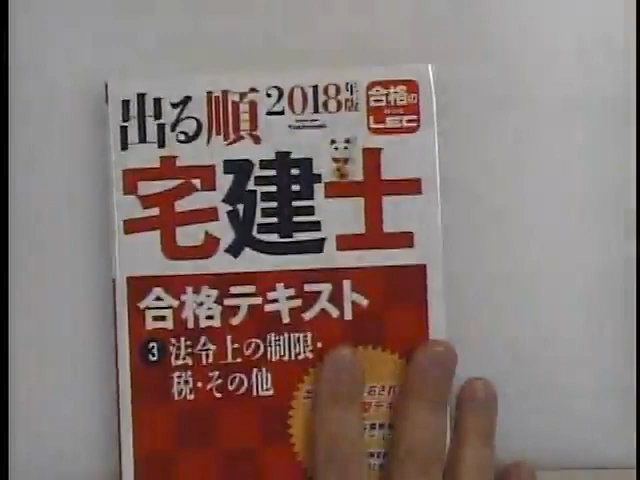 出る順 2018年版
合格の
LEC
宅建士
合格テキスト
3 法令上の制限・
税・その他